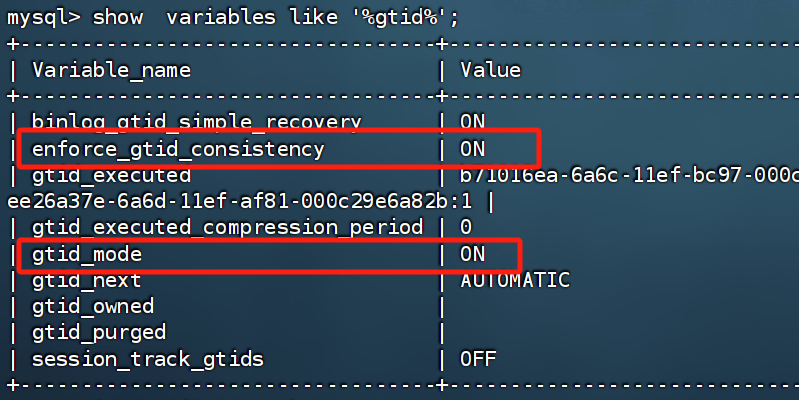 mysql> show  variables like '%gtid%';
+----------------------------------+----------------------------
| Variable_name                    | Value
+----------------------------------+----------------------------
| binlog_gtid_simple_recovery      | ON
| enforce_gtid_consistency         | ON
| gtid_executed                    | b71016ea-6a6c-11ef-bc97-000c
ee26a37e-6a6d-11ef-af81-000c29e6a82b:1 |
| gtid_executed_compression_period | 0
| gtid_mode                        | ON
| gtid_next                        | AUTOMATIC
| gtid_owned                       |
| gtid_purged                      |
| session_track_gtids              | OFF
+----------------------------------+----------------------------